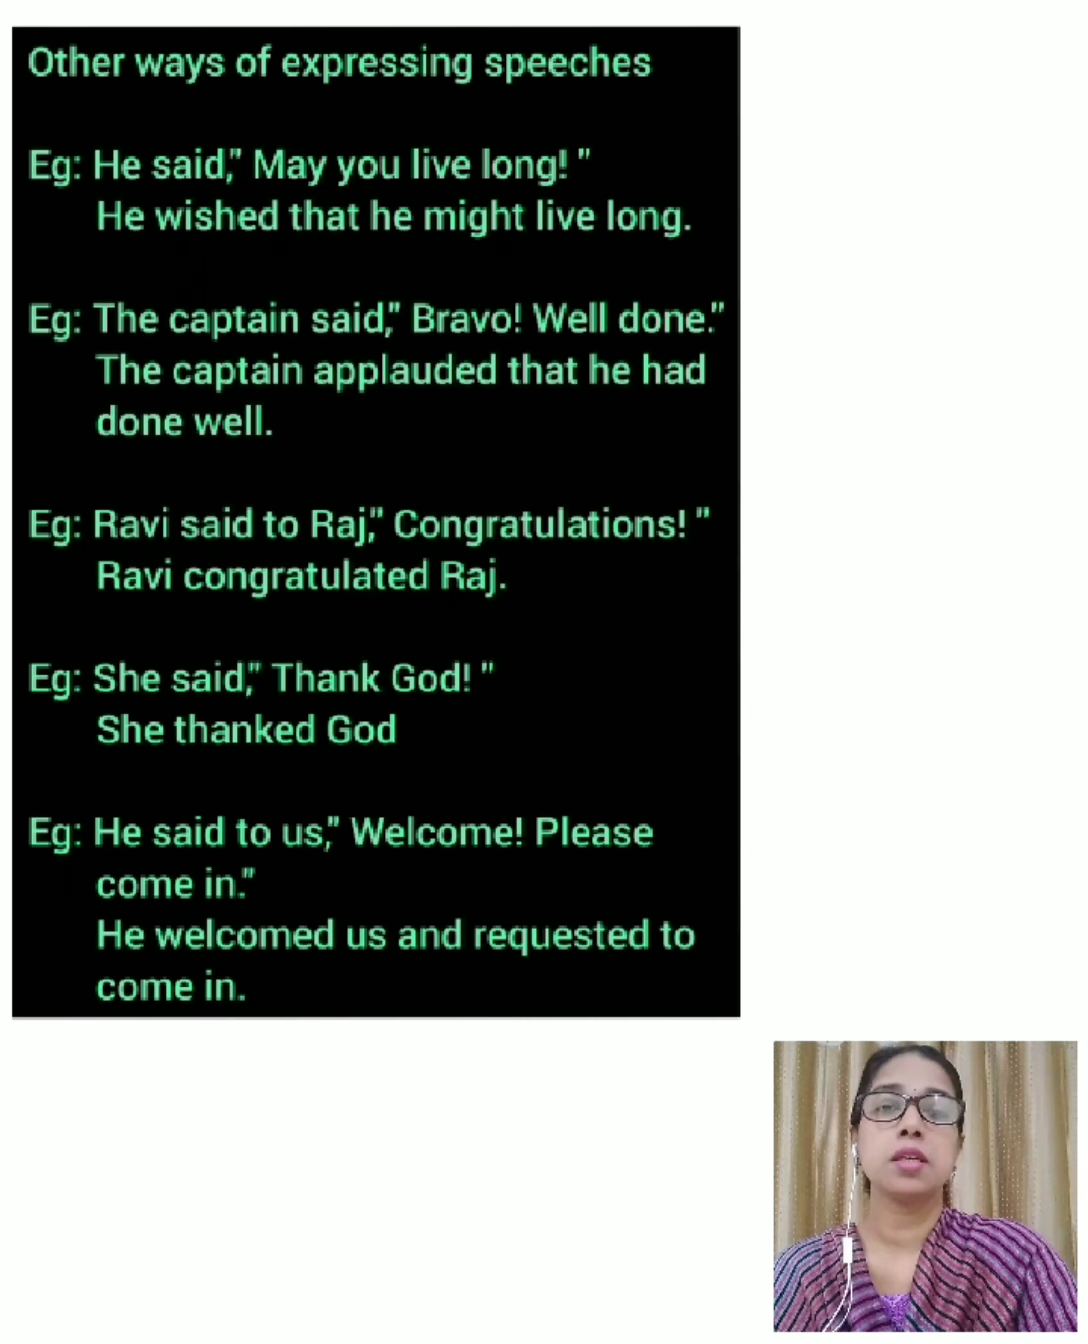 Other ways of expressing speeches
Eg: He said," May you live long! "
He wished that he might live long.
Eg: The captain said," Bravo! Well done."
The captain applauded that he had
done well.
Eg: Ravi said to Raj," Congratulations! "
Ravi congratulated Raj.
Eg: She said," Thank God! "
She thanked God
Eg: He said to us," Welcome! Please
come in."
He welcomed us and requested to
come in.